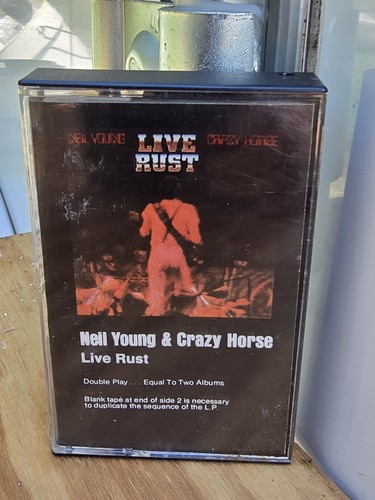 NEIL YOUNG LIVE CRAZY HORSE
RUST
Neil Young & Crazy Horse
Live Rust
Double Play . . . Equal To Two Albums
Blank tape at end of side 2 is necessary
to duplicate the sequence of the L.P.